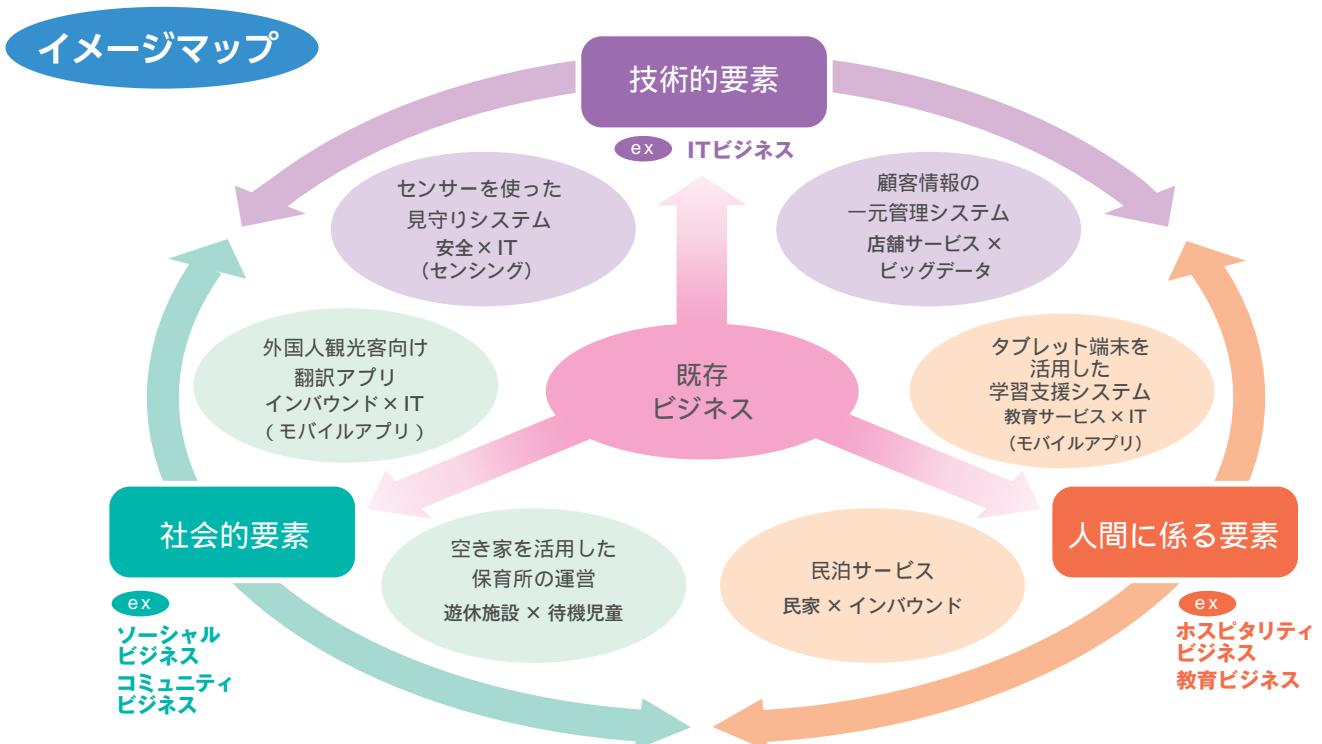 イメージマップ
技術的要素
ex ITビジネス
センサーを使った
見守りシステム
安全×IT
(センシング)
顧客情報の
一元管理システム
店舗サービス×
ビッグデータ
外国人観光客向け
翻訳アプリ
インバウンド×IT
(モバイルアプリ)
既存
ビジネス
タブレット端末を
活用した
学習支援システム
教育サービス×IT
(モバイルアプリ)
社会的要素
ex
ソーシャル
ビジネス
コミュニティ
ビジネス
空き家を活用した
保育所の運営
遊休施設 × 待機児童
民泊サービス
民家 × インバウンド
人間に係る要素
ex
ホスピタリティ
ビジネス
教育ビジネス